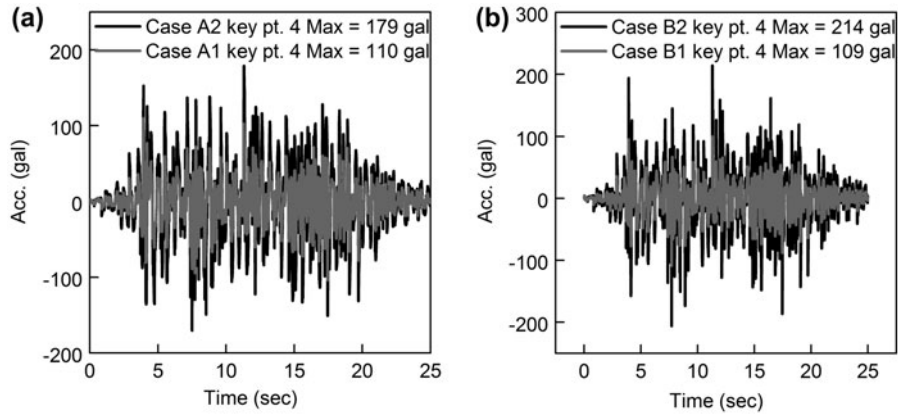 (a)
Case A2 key pt. 4 Max = 179 gal
Case A1 key pt. 4 Max = 110 gal
200
100
0
-100
-200
Acc. (gal)
0 5 10 15 20 25
Time (sec)
(b)
Case B2 key pt. 4 Max = 214 gal
Case B1 key pt. 4 Max = 109 gal
300
200
100
0
-100
-200
Acc. (gal)
0 5 10 15 20 25
Time (sec)